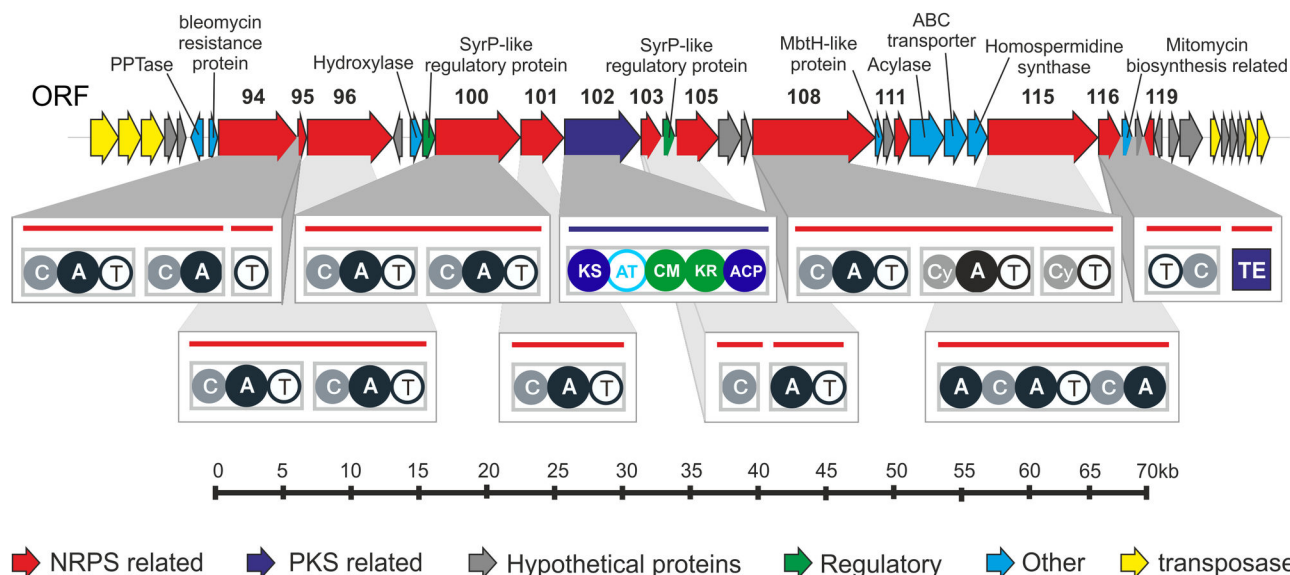 bleomycin
resistance
protein
PPTase
Hydroxylase
SyrP-like
regulatory protein
SyrP-like
regulatory protein
MbtH-like
protein
ABC
transporter
Acylase
Homospermidine
synthase
Mitomycin
biosynthesis related
ORF
94 95 96 100 101 102 103 105 108 111 115 116 119
C A T C A T
C A T C A T
KS AT CM KR ACP
C A T Cy A T Cy T
T C TE
C A T C A T
C A T
C A T
A C A T C A
0 5 10 15 20 25 30 35 40 45 50 55 60 65 70kb
NRPS related
PKS related
Hypothetical proteins
Regulatory
Other
transposase